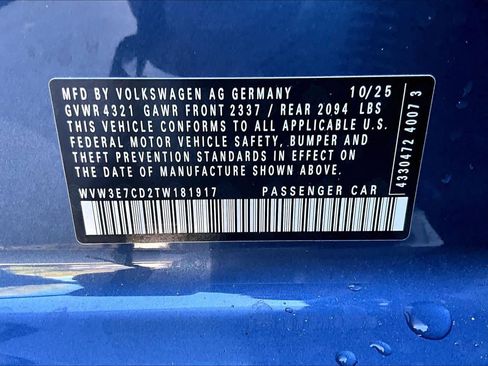 MFD BY VOLKSWAGEN AG GERMANY 10/25
GVWR 4321 GAWR FRONT 2337 / REAR 2094 LBS
THIS VEHICLE CONFORMS TO ALL APPLICABLE U.S.
FEDERAL MOTOR VEHICLE SAFETY, BUMPER AND
THEFT PREVENTION STANDARDS IN EFFECT ON
THE DATE OF MANUFACTURE SHOWN ABOVE.
WVW3E7CD2TW181917 PASSENGER CAR
4330472 4007 3